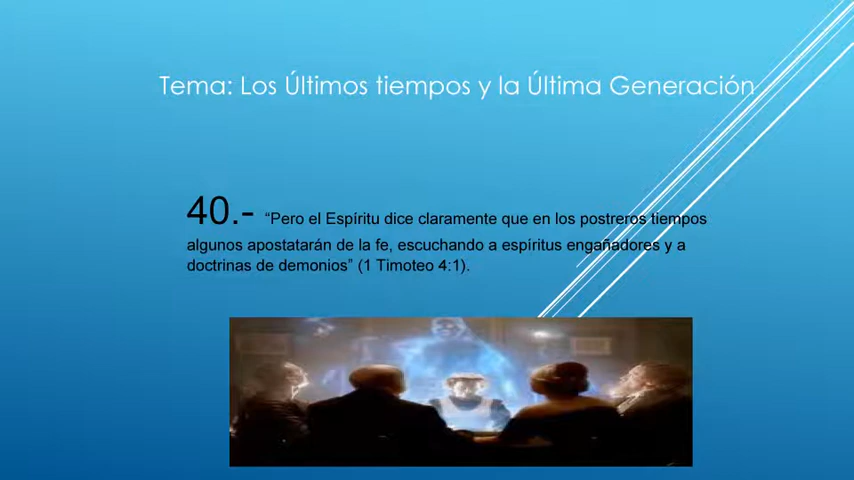 Tema: Los Últimos tiempos y la Última Generación
40.- “Pero el Espíritu dice claramente que en los postreros tiempos
algunos apostatarán de la fe, escuchando a espíritus engañadores y a
doctrinas de demonios” (1 Timoteo 4:1).